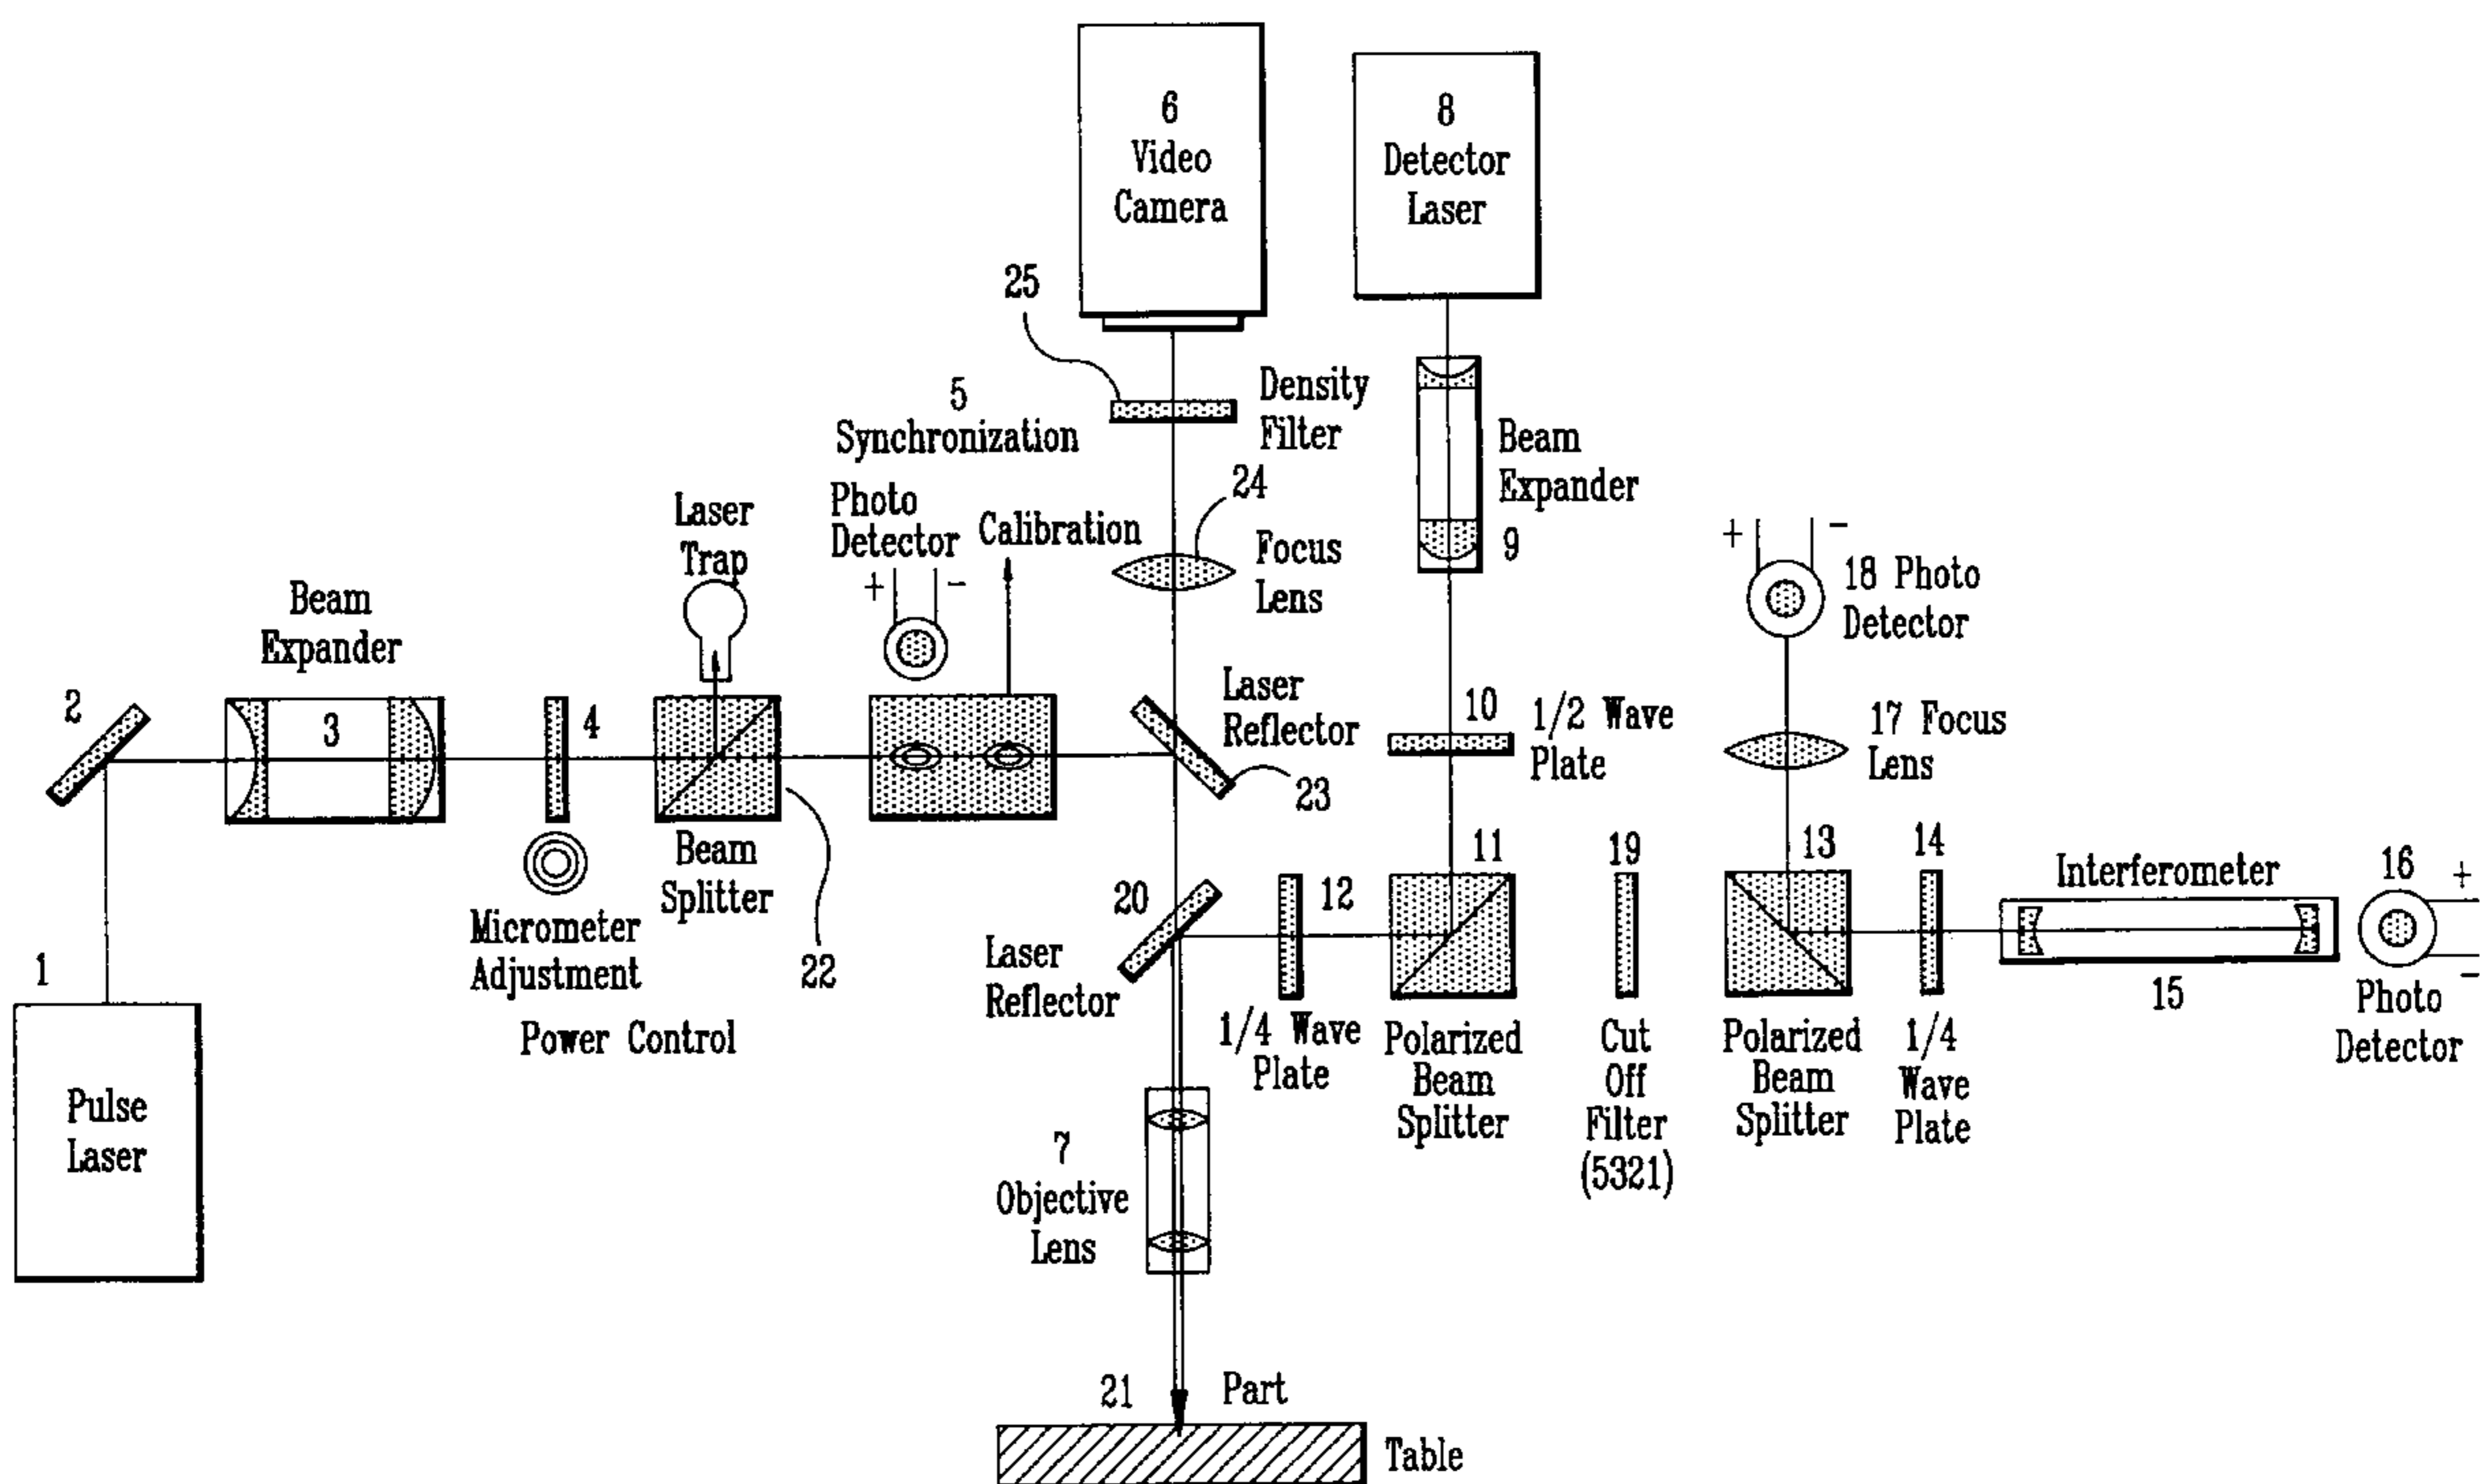 6
Video
Camera
8
Detector
Laser
25
Density
Filter
5
Synchronization
Beam
Expander
9
24
Laser
Trap
Photo
Detector
Calibration
+
-
Focus
Lens
+
-
18 Photo
Detector
Beam
Expander
2
3
4
Laser
Reflector
23
10
1/2 Wave
Plate
17 Focus
Lens
Micrometer
Adjustment
Power Control
Beam
Splitter
22
20
Laser
Reflector
12
1/4 Wave
Plate
11
Polarized
Beam
Splitter
19
Cut
Off
Filter
(5321)
13
Polarized
Beam
Splitter
14
1/4
Wave
Plate
Interferometer
15
16
+
-
Photo
Detector
1
Pulse
Laser
7
Objective
Lens
21
Part
Table